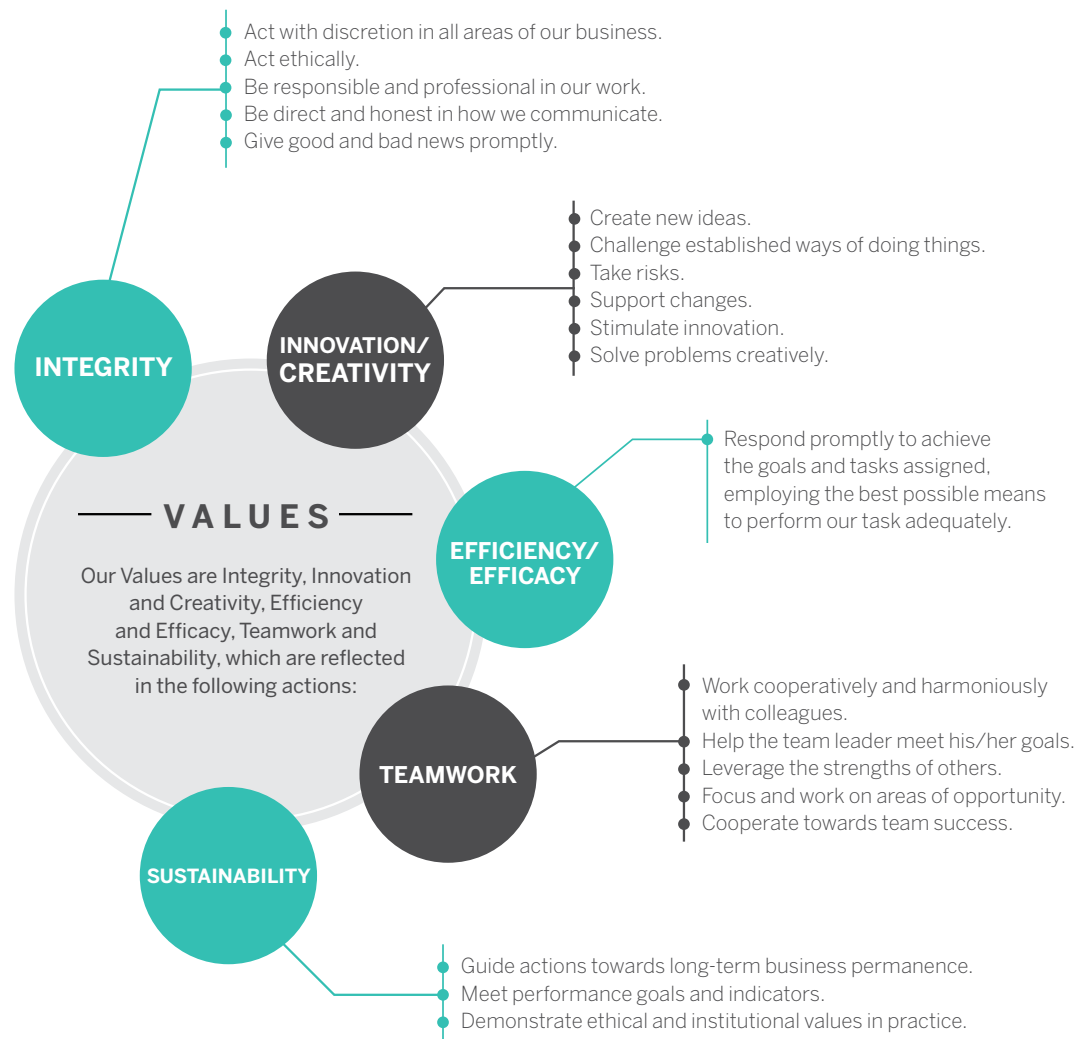 Act with discretion in all areas of our business.
Act ethically.
Be responsible and professional in our work.
Be direct and honest in how we communicate.
Give good and bad news promptly.
Create new ideas.
Challenge established ways of doing things.
Take risks.
Support changes.
Stimulate innovation.
Solve problems creatively.
INTEGRITY
INNOVATION/
CREATIVITY
Respond promptly to achieve
the goals and tasks assigned,
employing the best possible means
to perform our task adequately.
VALUES
EFFICIENCY/
EFFICACY
Our Values are Integrity, Innovation
and Creativity, Efficiency
and Efficacy, Teamwork and
Sustainability, which are reflected
in the following actions:
Work cooperatively and harmoniously
with colleagues.
Help the team leader meet his/her goals.
Leverage the strengths of others.
Focus and work on areas of opportunity.
Cooperate towards team success.
TEAMWORK
SUSTAINABILITY
Guide actions towards long-term business permanence.
Meet performance goals and indicators.
Demonstrate ethical and institutional values in practice.